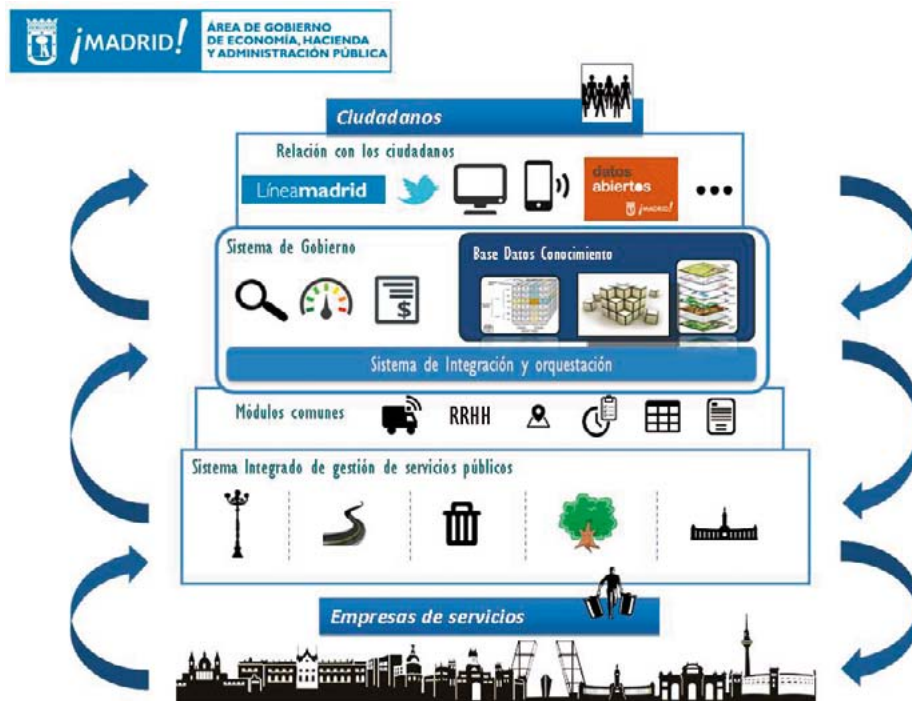 ¡MADRID!
ÁREA DE GOBIERNO
DE ECONOMÍA, HACIENDA
Y ADMINISTRACIÓN PÚBLICA
Ciudadanos
Relación con los ciudadanos
Líneamadrid
datos
abiertos
¡MADRID!
Sistema de Gobierno
Base Datos Conocimiento
$
Sistema de Integración y orquestación
Módulos comunes
RRHH
Sistema Integrado de gestión de servicios públicos
Empresas de servicios